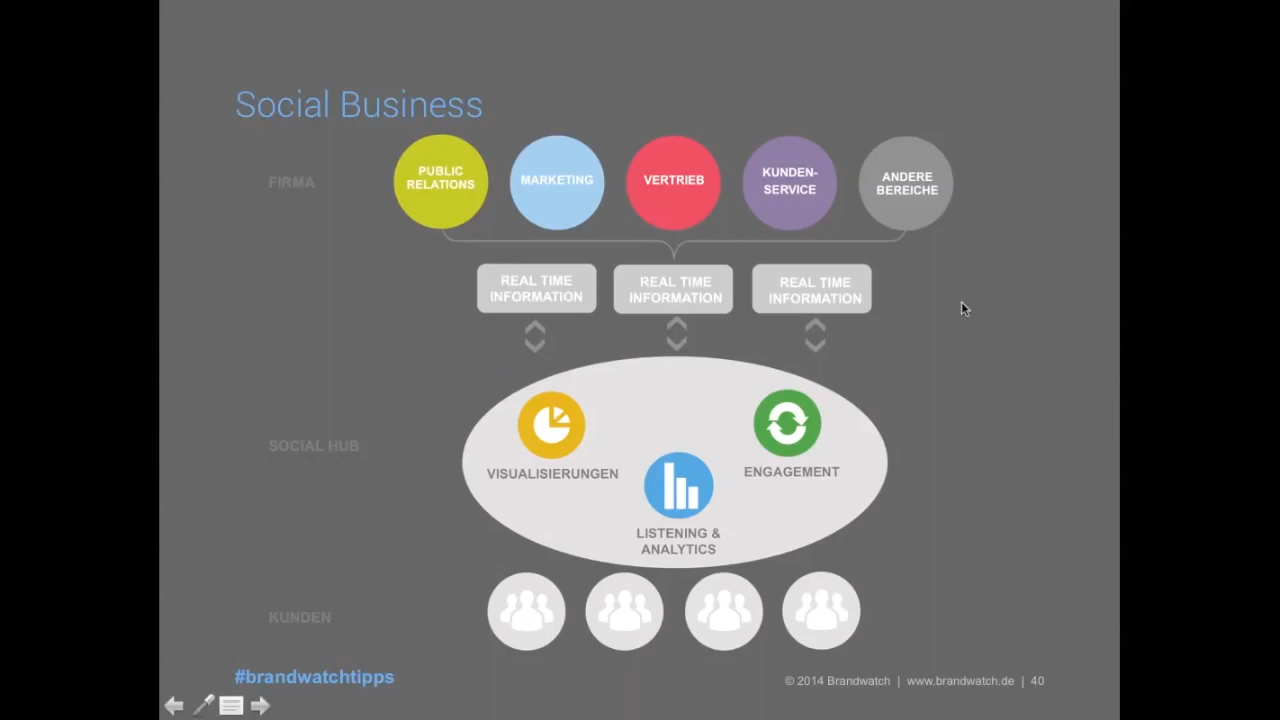 Social Business
FIRMA
PUBLIC
RELATIONS
MARKETING
VERTRIEB
KUNDEN-
SERVICE
ANDERE
BEREICHE
REAL TIME
INFORMATION
REAL TIME
INFORMATION
REAL TIME
INFORMATION
SOCIAL HUB
VISUALISIERUNGEN
ENGAGEMENT
LISTENING &
ANALYTICS
KUNDEN
#brandwatchtipps
© 2014 Brandwatch | www.brandwatch.de | 40